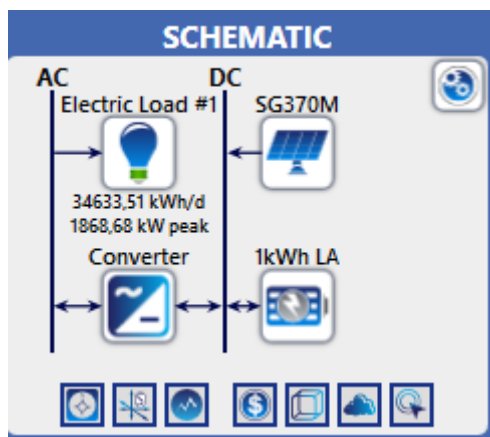 SCHEMATIC
AC DC
Electric Load #1 SG370M
34633,51 kWh/d
1868,68 kW peak
Converter 1kWh LA